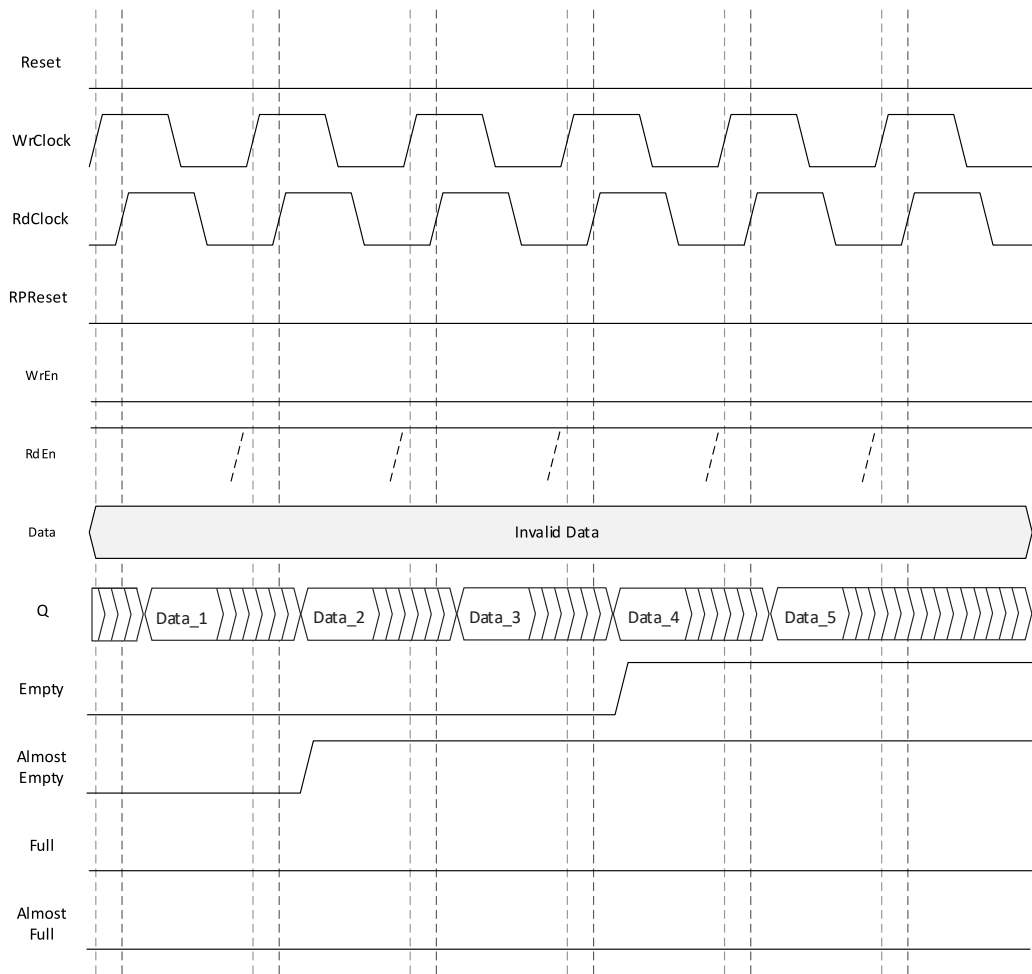 Reset
WrClock
RdClock
RPReset
WrEn
RdEn
Data
Invalid Data
Q
Data_1
Data_2
Data_3
Data_4
Data_5
Empty
Almost
Empty
Full
Almost
Full